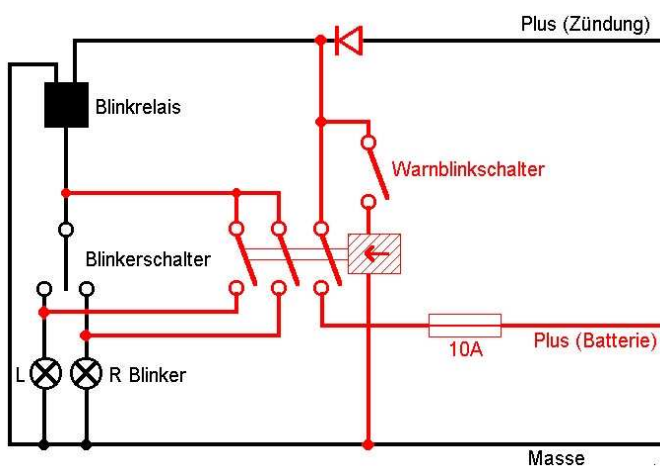 Plus (Zündung)
Blinkrelais
Warnblinkschalter
Blinkerschalter
10A
Plus (Batterie)
L
R Blinker
Masse